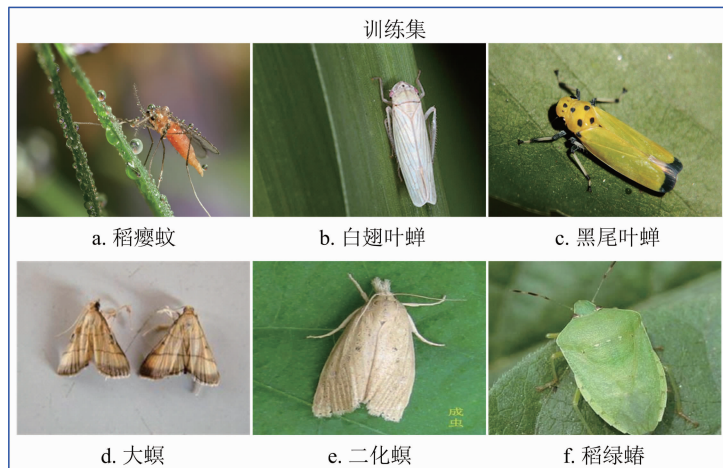 训练集
a. 稻瘿蚊
b. 白翅叶蝉
c. 黑尾叶蝉
成虫
d. 大螟
e. 二化螟
f. 稻绿蝽